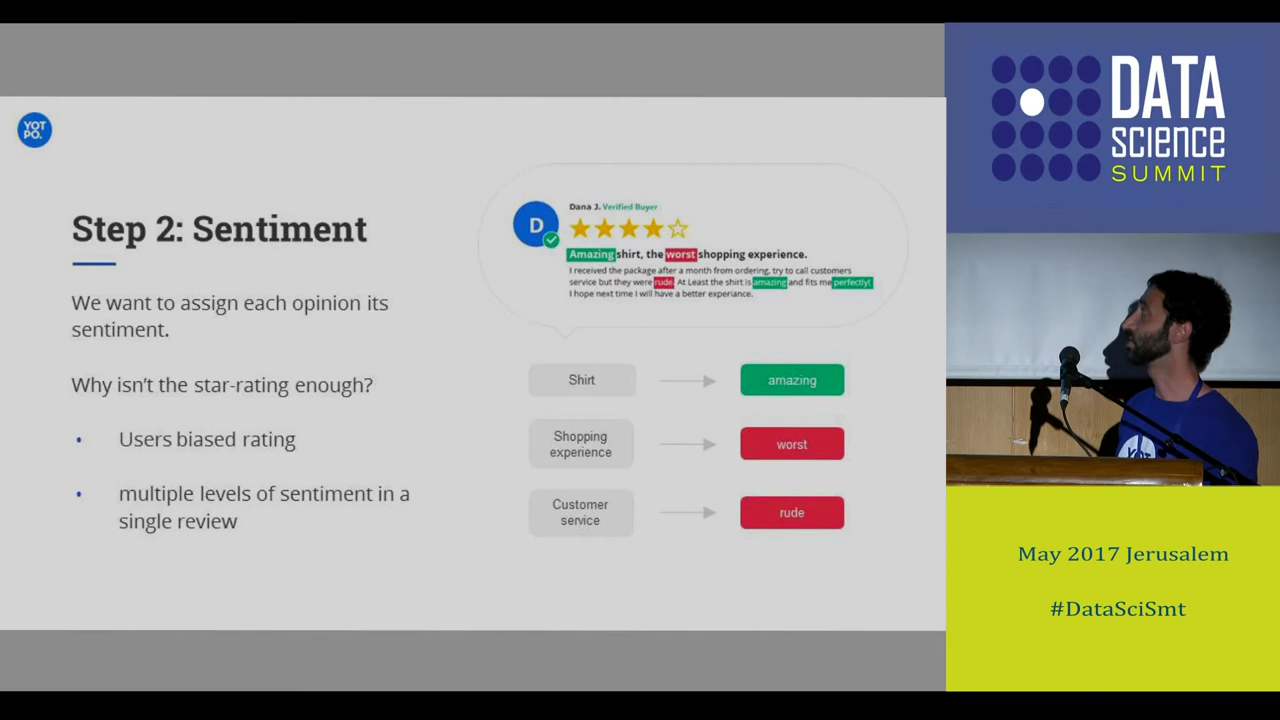 YOT
PO.
Step 2: Sentiment
We want to assign each opinion its
sentiment.
Why isn't the star-rating enough?
• Users biased rating
• multiple levels of sentiment in a
single review
D
Dana J. Verified Buyer
Amazing shirt, the worst shopping experience.
I received the package after a month from ordering, try to call customers
service but they were rude. At Least the shirt is amazing and fits me perfectly!
I hope next time I will have a better experiance.
Shirt
amazing
Shopping
experience
worst
Customer
service
rude
DATA
SCIENCE
SUMMIT
YOT
May 2017 Jerusalem
#DataSciSmt